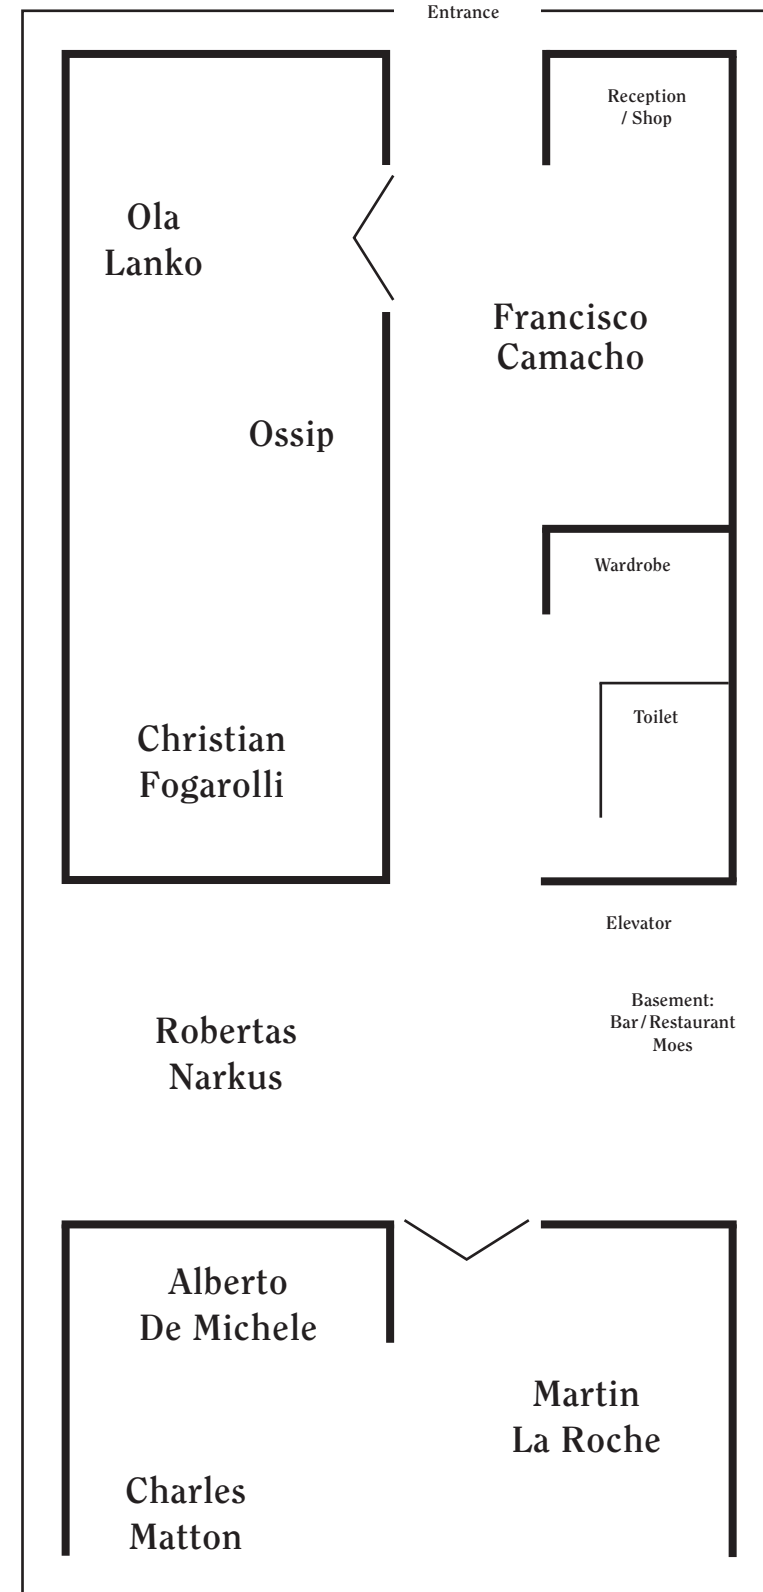 Entrance
Reception
/ Shop
Ola
Lanko
Francisco
Camacho
Ossip
Wardrobe
Toilet
Christian
Fogarolli
Elevator
Basement:
Bar / Restaurant
Moes
Robertas
Narkus
Alberto
De Michele
Martin
La Roche
Charles
Matton